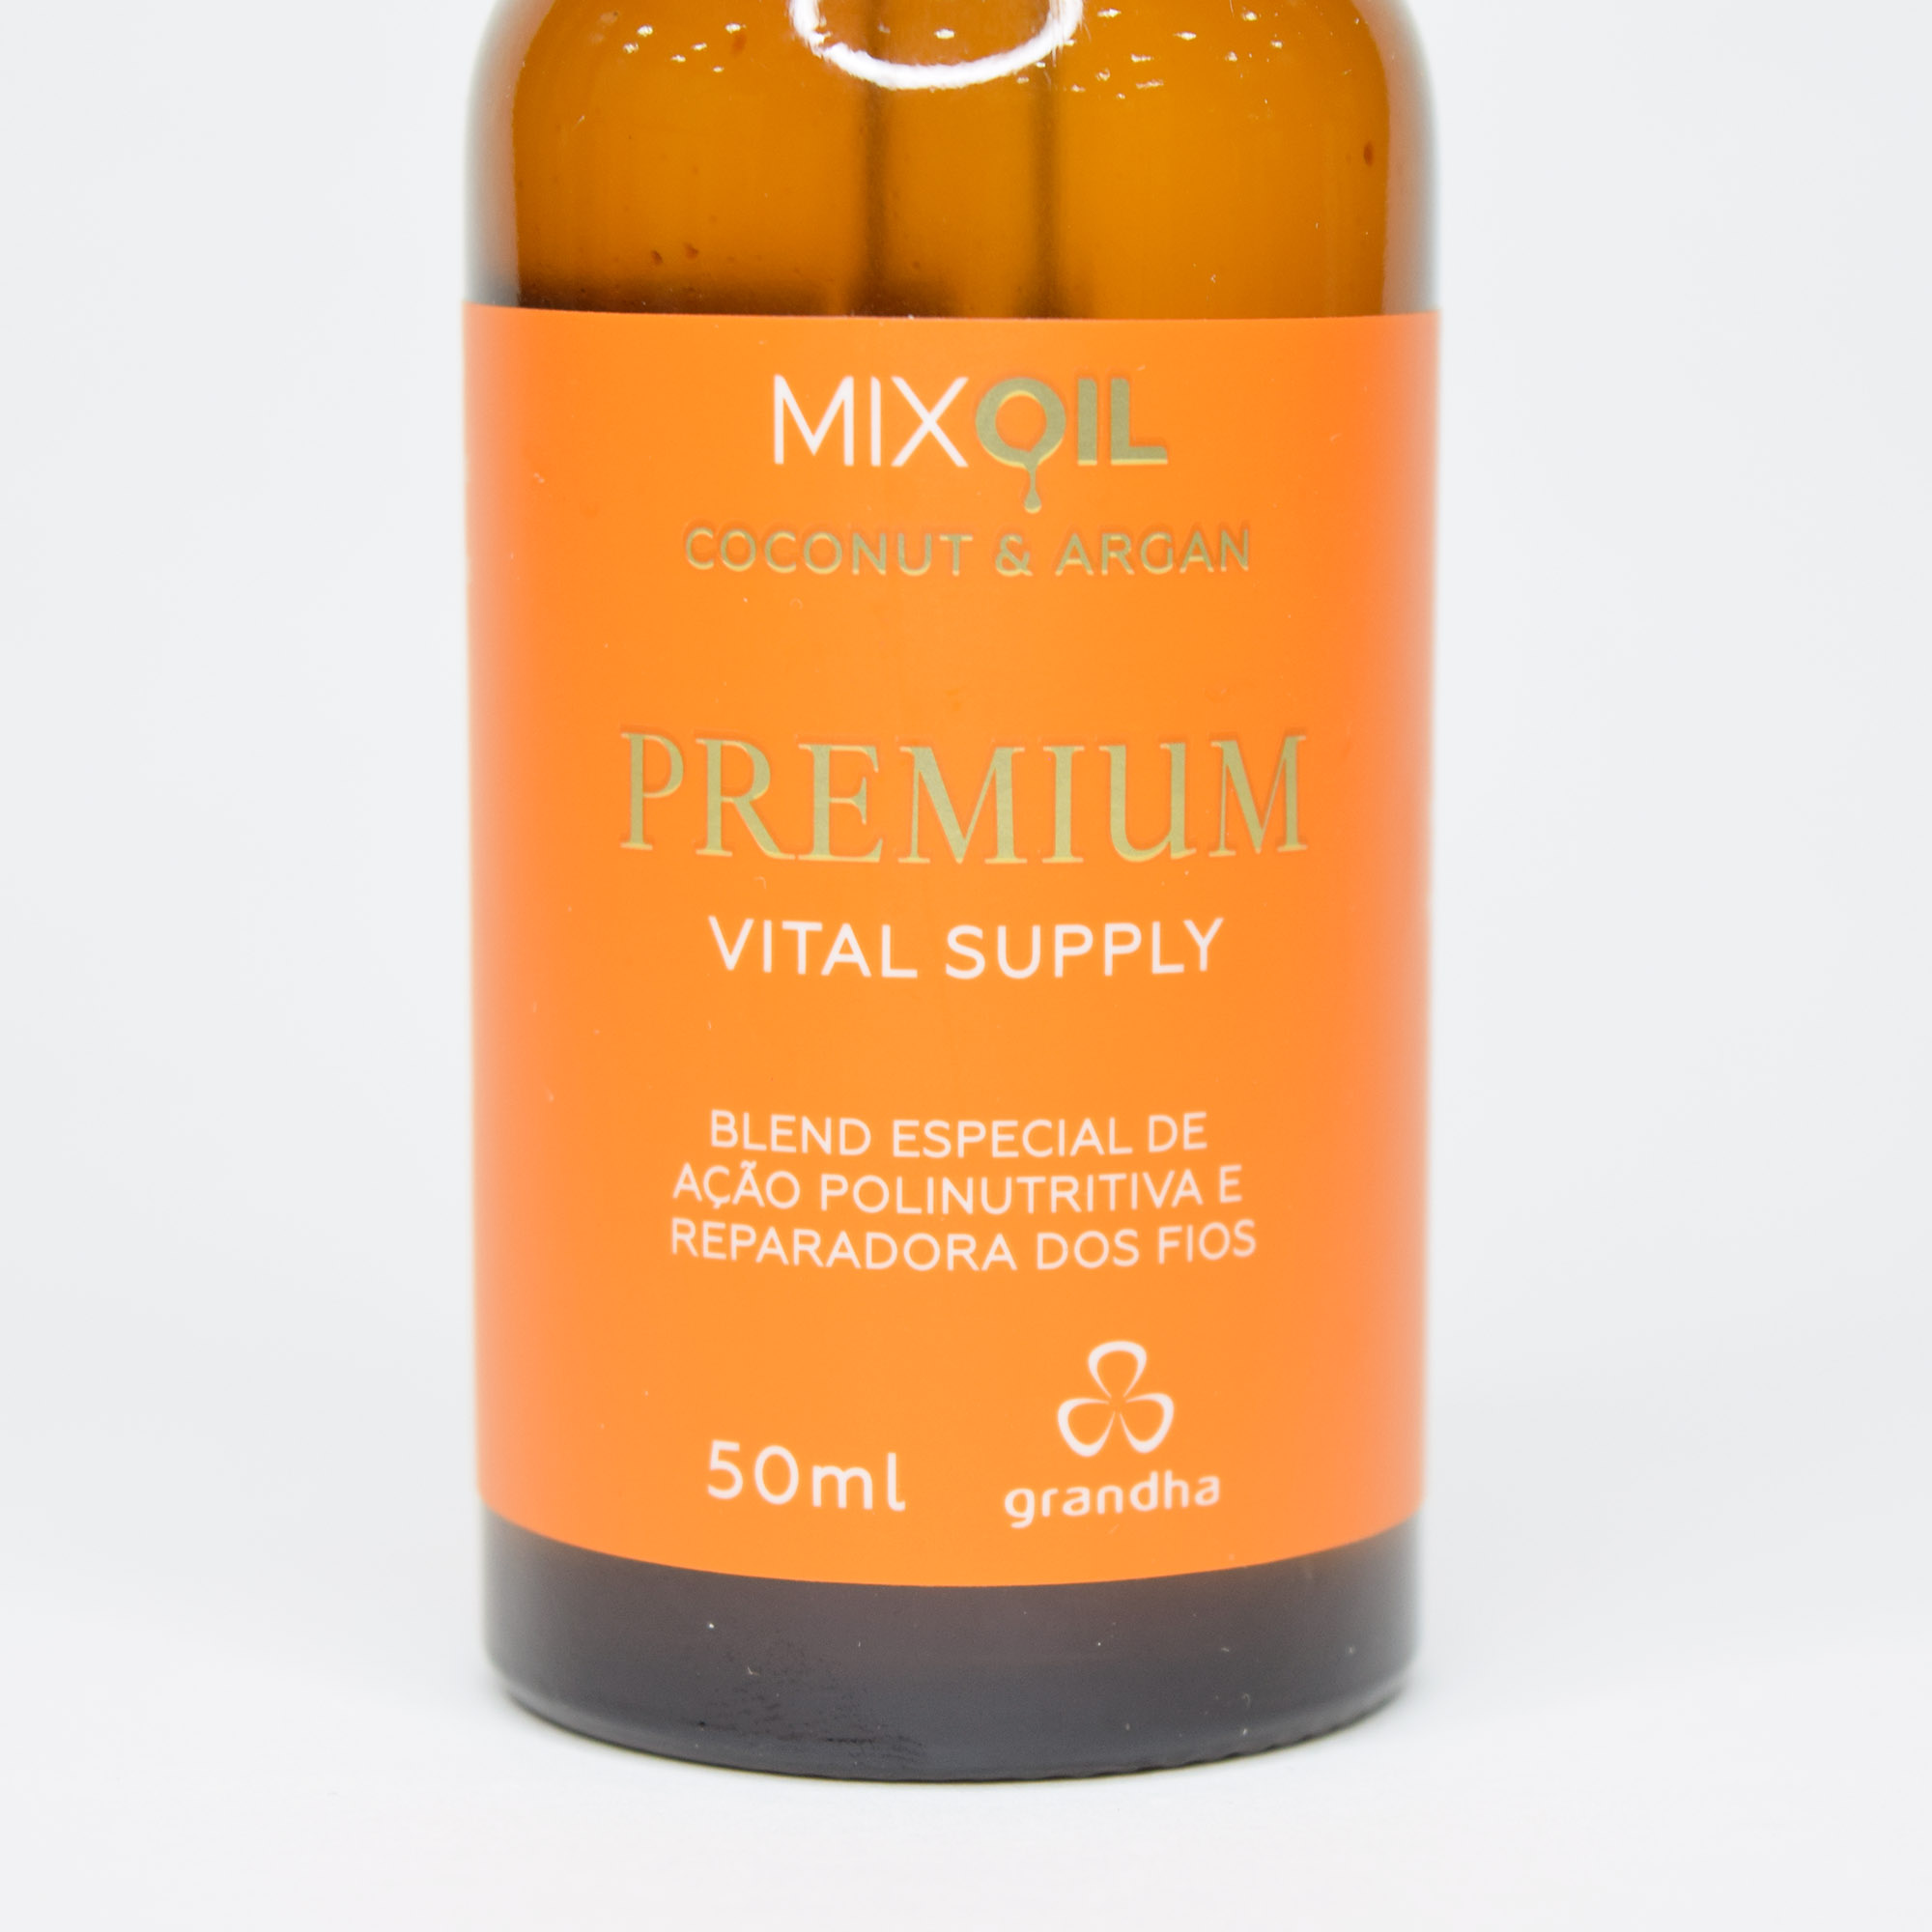 MIXOIL
COCONUT & ARGAN
PREMIUM
VITAL SUPPLY
BLEND ESPECIAL DE
AÇÃO POLINUTRITIVA E
REPARADORA DOS FIOS
50ml
grandha